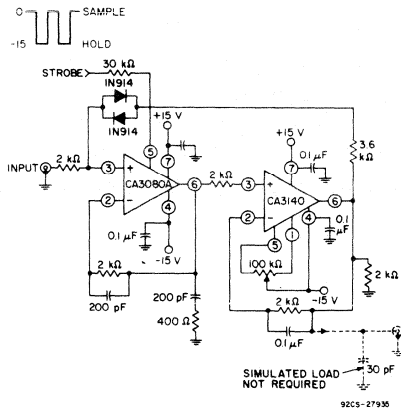 0 SAMPLE
-15 HOLD
STROBE
30 kΩ
1N914
1N914
+15 V
+15 V
0.1 µF
3.6 kΩ
INPUT
2 kΩ
3
+
5
7
CA3080A
6
2 kΩ
3
+
7
CA3140
6
2
−
4
2
−
5
1
4
0.1 µF
0.1 µF
-15 V
100 kΩ
-15 V
2 kΩ
2 kΩ
200 pF
200 pF
400 Ω
2 kΩ
0.1 µF
SIMULATED LOAD
NOT REQUIRED
30 pF
92CS-27935